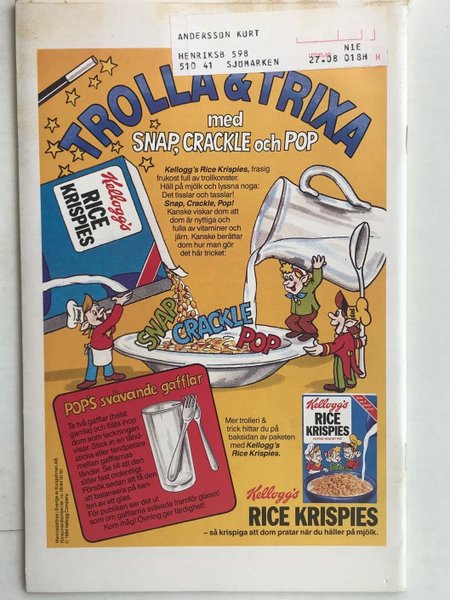 ANDERSSON KURT
HENRIKSB 598
510 41 SJÖMARKEN
NIE
27.08 018H H
TROLLA & TRIXA
med
SNAP, CRACKLE och POP
Kellogg's Rice Krispies, frasig
frukost full av trollkonster.
Häll på mjölk och lyssna noga:
Det tisslar och tasslar!
Snap, Crackle, Pop!
Kanske viskar dom att
dom är nyttiga och
fulla av vitaminer och
järn. Kanske berättar
dom hur man gör
det här tricket:
Kellogg's
RICE
KRISPIES
SNAP
CRACKLE
POP
POPS svävande gafflar
Ta två gafflar (helst
gamla) och fläta ihop
dom som teckningen
visar. Stick in en tänd-
sticka eller tandpetare
mellan gafflarnas
tänder. Se till att den
sitter fast ordentligt.
Försök sedan att få den
att balansera på kan-
ten av ett glas.
För publiken ser det ut
som om gafflarna svävade framför glaset!
Kom ihåg! Övning ger färdighet!
Mer trolleri &
trick hittar du på
baksidan av paketen
med Kellogg's
Rice Krispies.
Kellogg's
RICE
KRISPIES
Kellogg's
RICE KRISPIES
– så krispiga att dom pratar när du häller på mjölk.
© 1984 Kellogg Company